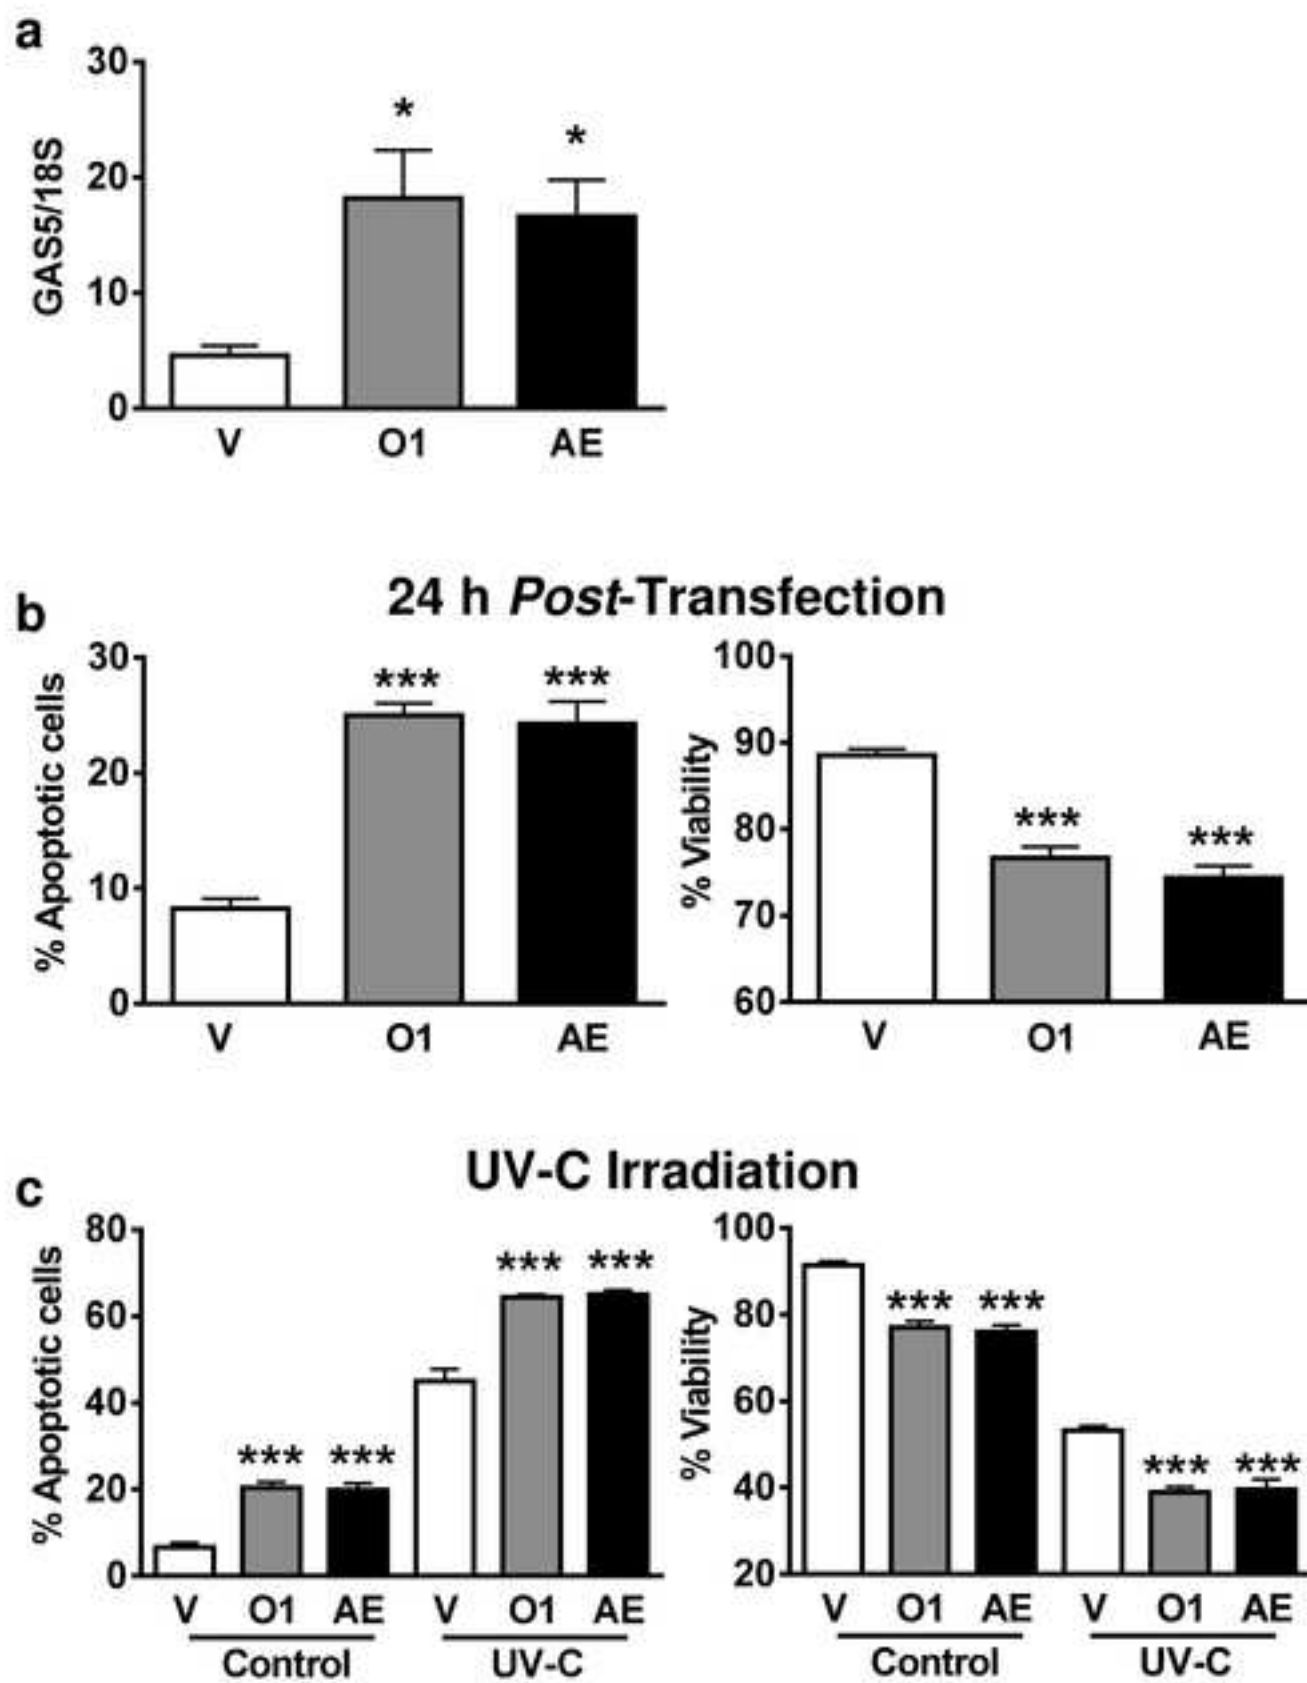 a
GAS5/18S
30
20
10
0
* *
V O1 AE
b
24 h Post-Transfection
% Apoptotic cells
30
20
10
0
*** ***
V O1 AE
% Viability
100
90
80
70
60
*** ***
V O1 AE
c
UV-C Irradiation
% Apoptotic cells
80
60
40
20
0
*** *** *** ***
V O1 AE V O1 AE
Control UV-C
% Viability
100
80
60
40
20
*** *** *** ***
V O1 AE V O1 AE
Control UV-C